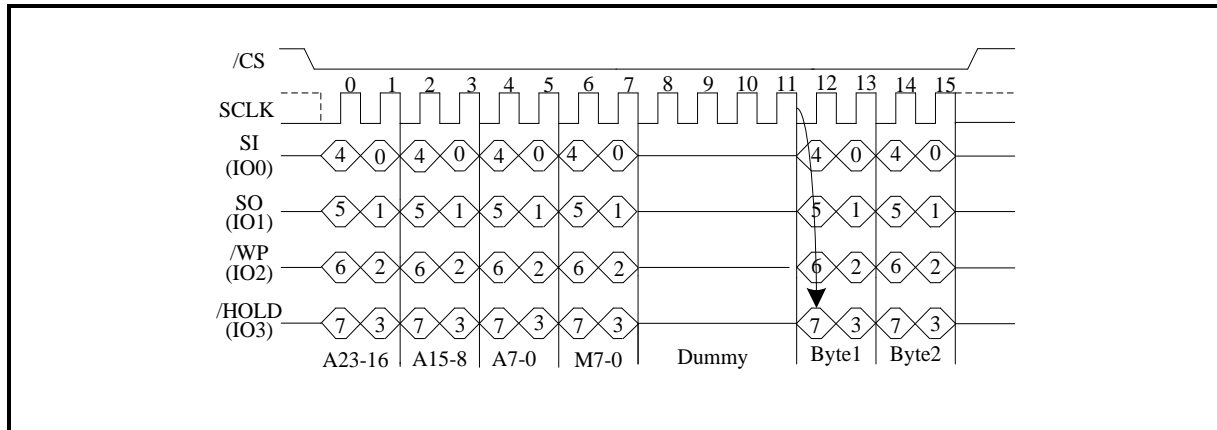 /CS
0 1 2 3 4 5 6 7 8 9 10 11 12 13 14 15
SCLK
SI
(IO0)
4 0 4 0 4 0 4 0 4 0 4 0
SO
(IO1)
5 1 5 1 5 1 5 1 5 1 5 1
/WP
(IO2)
6 2 6 2 6 2 6 2 6 2 6 2
/HOLD
(IO3)
7 3 7 3 7 3 7 3 7 3 7 3
A23-16 A15-8 A7-0 M7-0 Dummy Byte1 Byte2